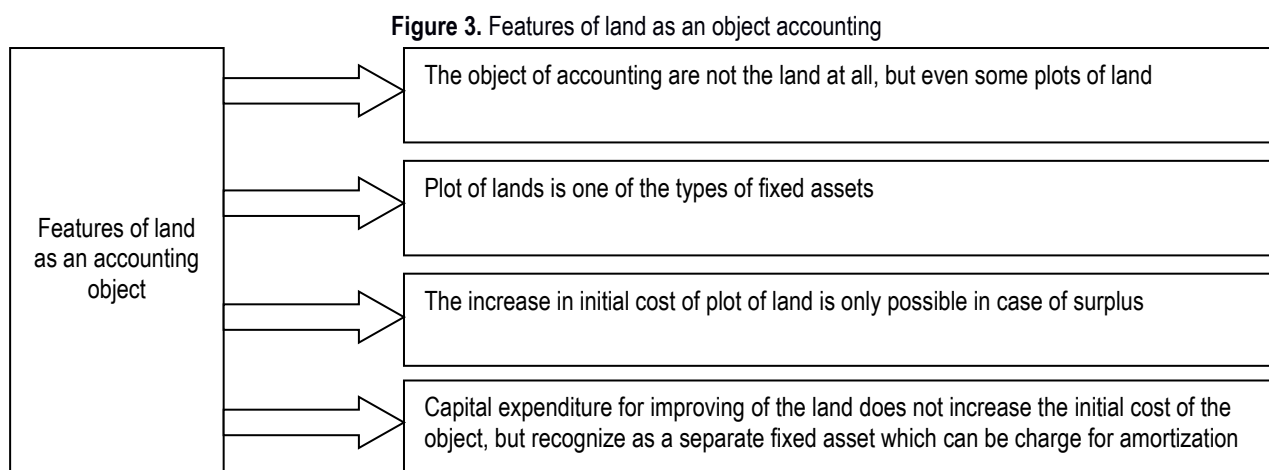 Figure 3. Features of land as an object accounting
The object of accounting are not the land at all, but even some plots of land
Plot of lands is one of the types of fixed assets
Features of land
as an accounting
object
The increase in initial cost of plot of land is only possible in case of surplus
Capital expenditure for improving of the land does not increase the initial cost of the
object, but recognize as a separate fixed asset which can be charge for amortization